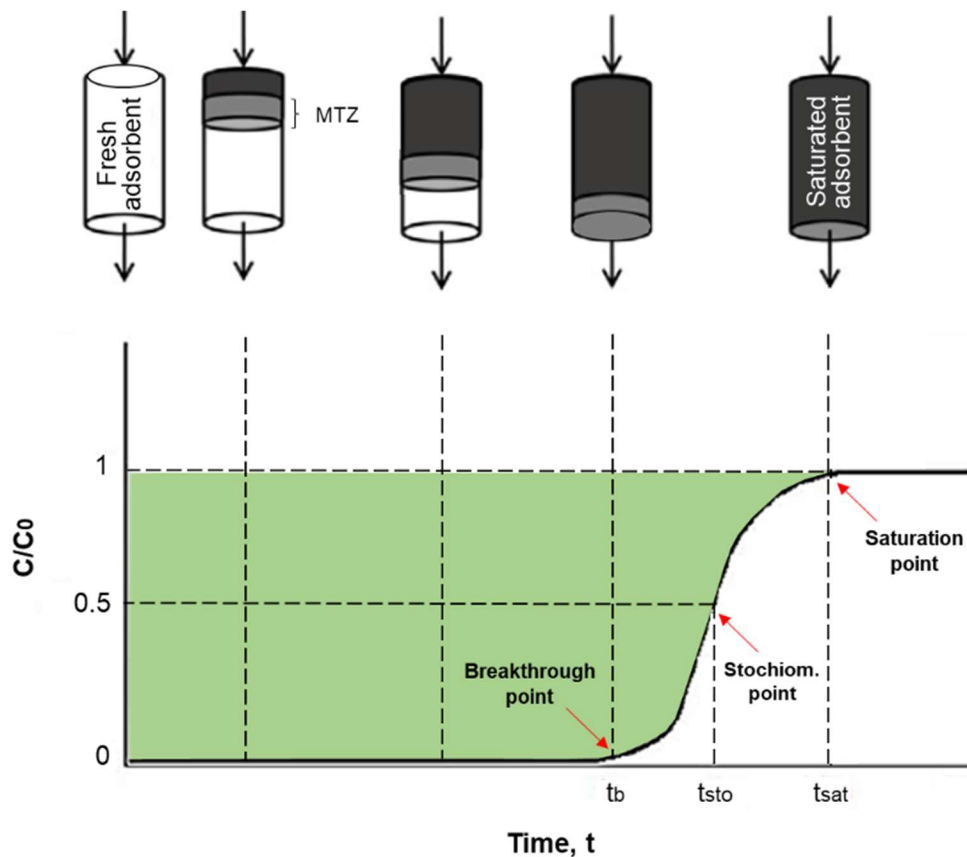 Fresh
adsorbent
MTZ
Saturated
adsorbent
C/C0
1
0.5
0
Saturation
point
Breakthrough
point
Stochiom.
point
tb
tsto
tsat
Time, t